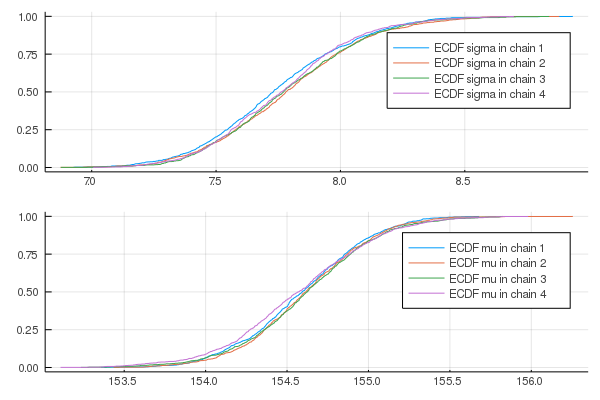 1.00
0.75
0.50
0.25
0.00
7.0
7.5
8.0
8.5
ECDF sigma in chain 1
ECDF sigma in chain 2
ECDF sigma in chain 3
ECDF sigma in chain 4
1.00
0.75
0.50
0.25
0.00
153.5
154.0
154.5
155.0
155.5
156.0
ECDF mu in chain 1
ECDF mu in chain 2
ECDF mu in chain 3
ECDF mu in chain 4